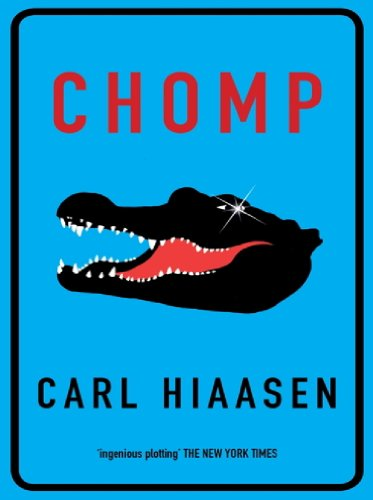 CHOMP
CARL HIAASEN
'ingenious plotting' THE NEW YORK TIMES